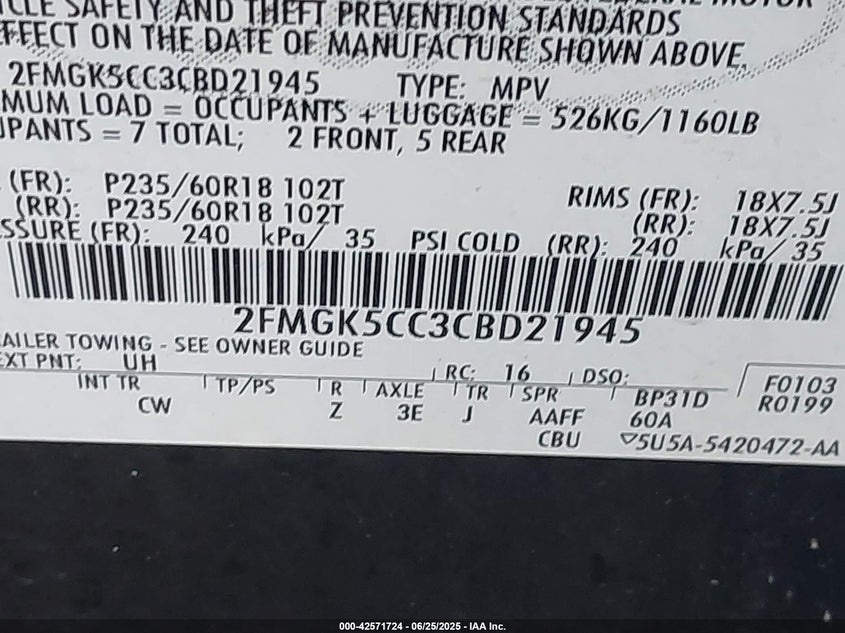 SAFETY AND THEFT PREVENTION STANDARDS
EFFECT ON THE DATE OF MANUFACTURE SHOWN ABOVE.
2FMGK5CC3CBD21945 TYPE: MPV
MUM LOAD = OCCUPANTS + LUGGAGE = 526KG/1160LB
UPANTS = 7 TOTAL; 2 FRONT, 5 REAR
(FR): P235/60R18 102T RIMS (FR): 18X7.5J
(RR): P235/60R18 102T (RR): 18X7.5J
SSURE (FR): 240 kPa/ 35 PSI COLD (RR): 240 kPa/ 35
2FMGK5CC3CBD21945
AILER TOWING - SEE OWNER GUIDE
EXT PNT: UH RC: 16 DSO:
INT TR TP/PS R AXLE TR SPR BP31D F0103
CW Z 3E J AAFF 60A R0199
CBU 5U5A-5420472-AA
000-42571724 - 06/25/2025 - IAA Inc.